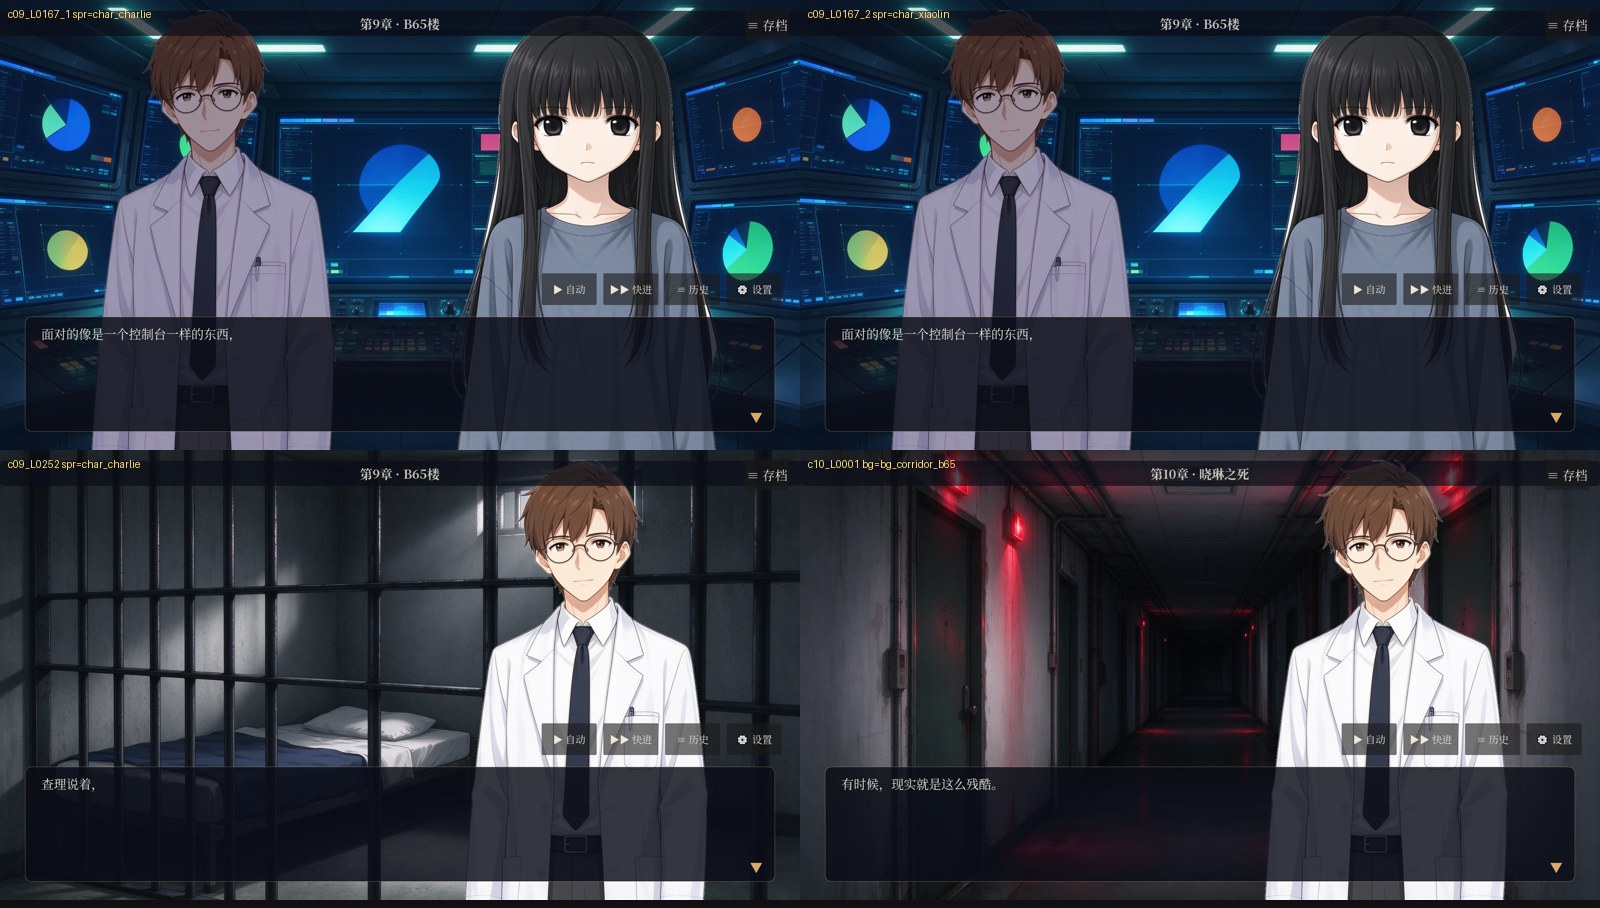 c09_L0167_1 spr=char_charlie
第9章 · B65楼
≡ 存档
▶ 自动
▶▶ 快进
≡ 历史
设置
面对的像是一个控制台一样的东西,
▼
c09_L0167_2 spr=char_xiaolin
第9章 · B65楼
≡ 存档
▶ 自动
▶▶ 快进
≡ 历史
设置
面对的像是一个控制台一样的东西,
▼
c09_L0252 spr=char_charlie
第9章 · B65楼
≡ 存档
▶ 自动
▶▶ 快进
≡ 历史
设置
查理说着,
▼
c10_L0001 bg=bg_corridor_b65
第10章 · 晓琳之死
≡ 存档
▶ 自动
▶▶ 快进
≡ 历史
设置
有时候，现实就是这么残酷。
▼